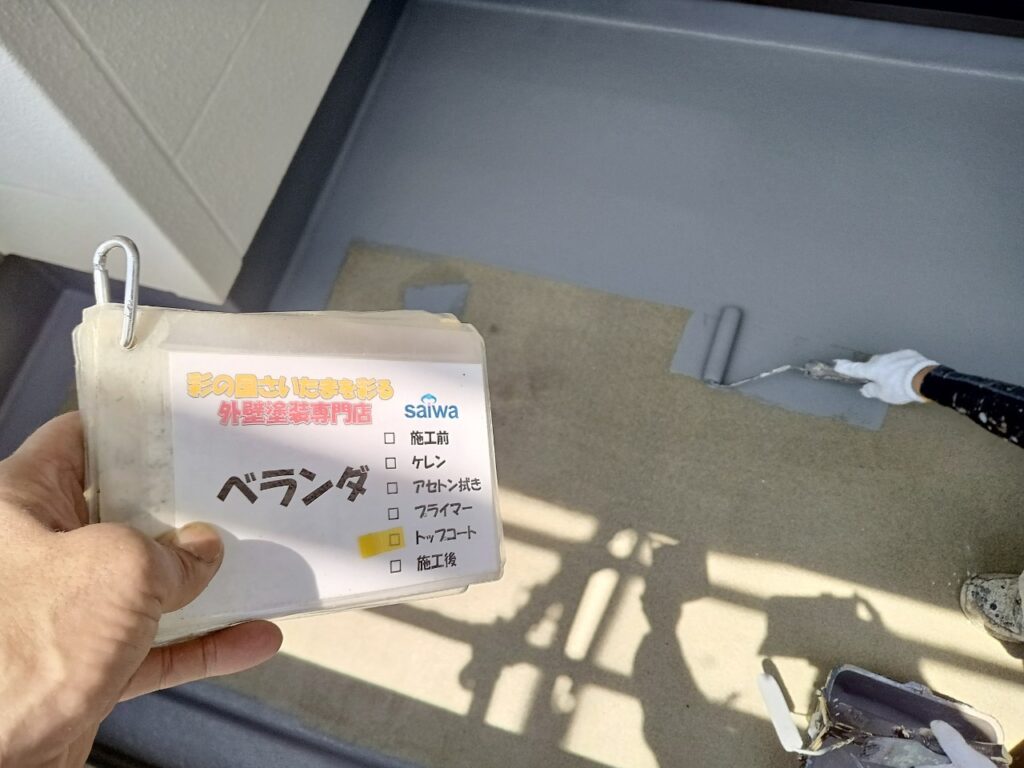 彩の国さいたまを彩る
外壁塗装専門店
saiwa
ベランダ
□ 施工前
□ ケレン
□ アセトン拭き
□ プライマー
□ トップコート
□ 施工後